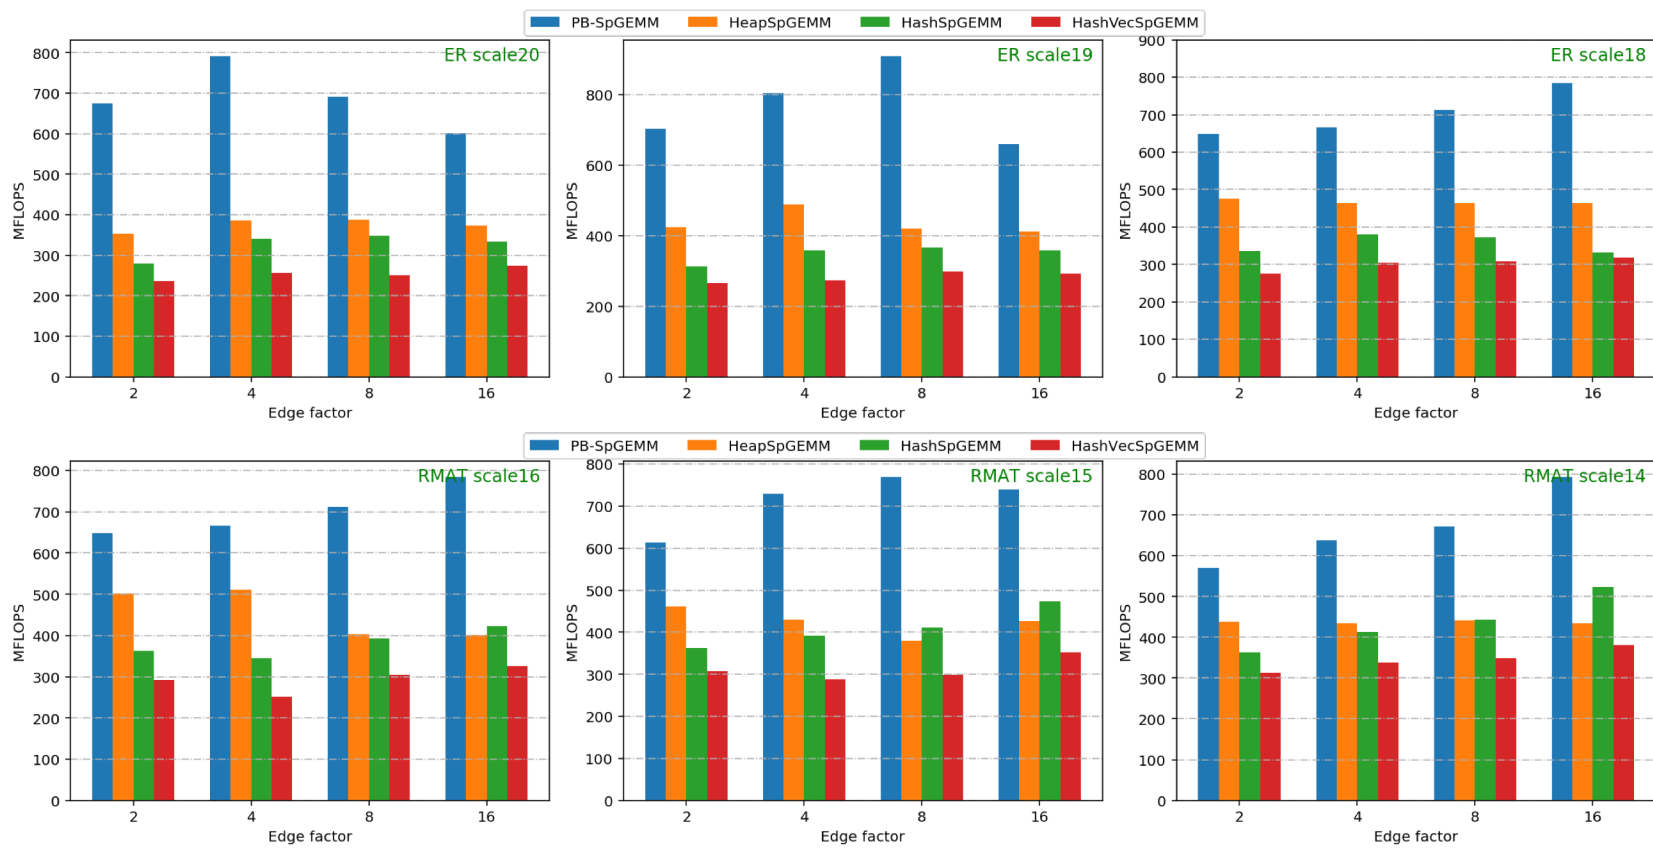 PB-SpGEMM HeapSpGEMM HashSpGEMM HashVecSpGEMM
ER scale20
800
700
600
500
400
300
200
100
0
MFLOPS
2 4 8 16
Edge factor
ER scale19
800
600
400
200
0
MFLOPS
2 4 8 16
Edge factor
ER scale18
900
800
700
600
500
400
300
200
100
0
MFLOPS
2 4 8 16
Edge factor
PB-SpGEMM HeapSpGEMM HashSpGEMM HashVecSpGEMM
RMAT scale16
800
700
600
500
400
300
200
100
0
MFLOPS
2 4 8 16
Edge factor
RMAT scale15
800
700
600
500
400
300
200
100
0
MFLOPS
2 4 8 16
Edge factor
RMAT scale14
800
700
600
500
400
300
200
100
0
MFLOPS
2 4 8 16
Edge factor